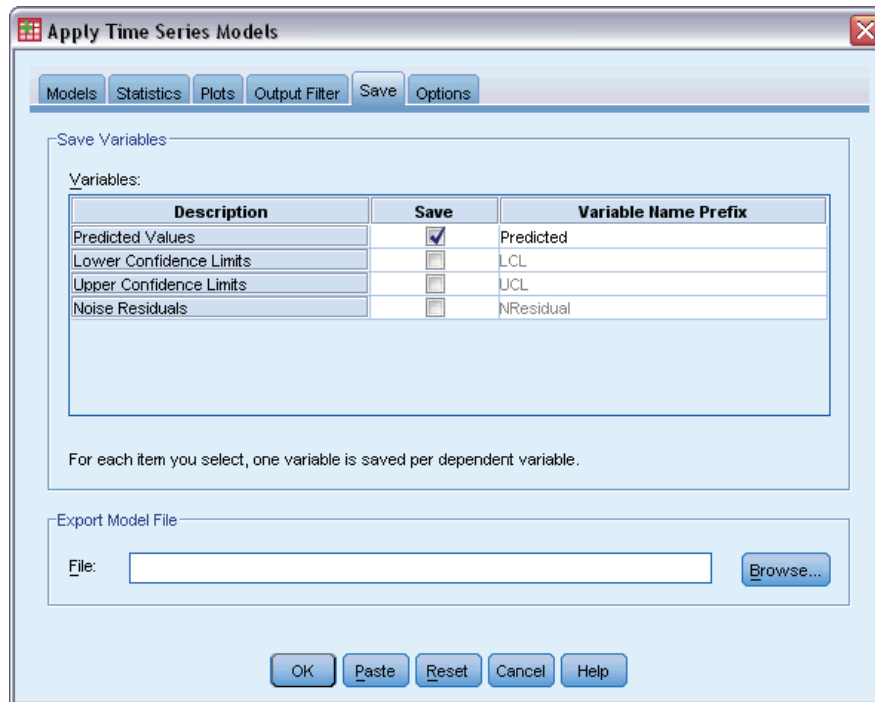 Apply Time Series Models
Models Statistics Plots Output Filter Save Options
Save Variables
Variables:
Description Save Variable Name Prefix
Predicted Values Predicted
Lower Confidence Limits LCL
Upper Confidence Limits UCL
Noise Residuals NResidual
For each item you select, one variable is saved per dependent variable.
Export Model File
File: Browse...
OK Paste Reset Cancel Help